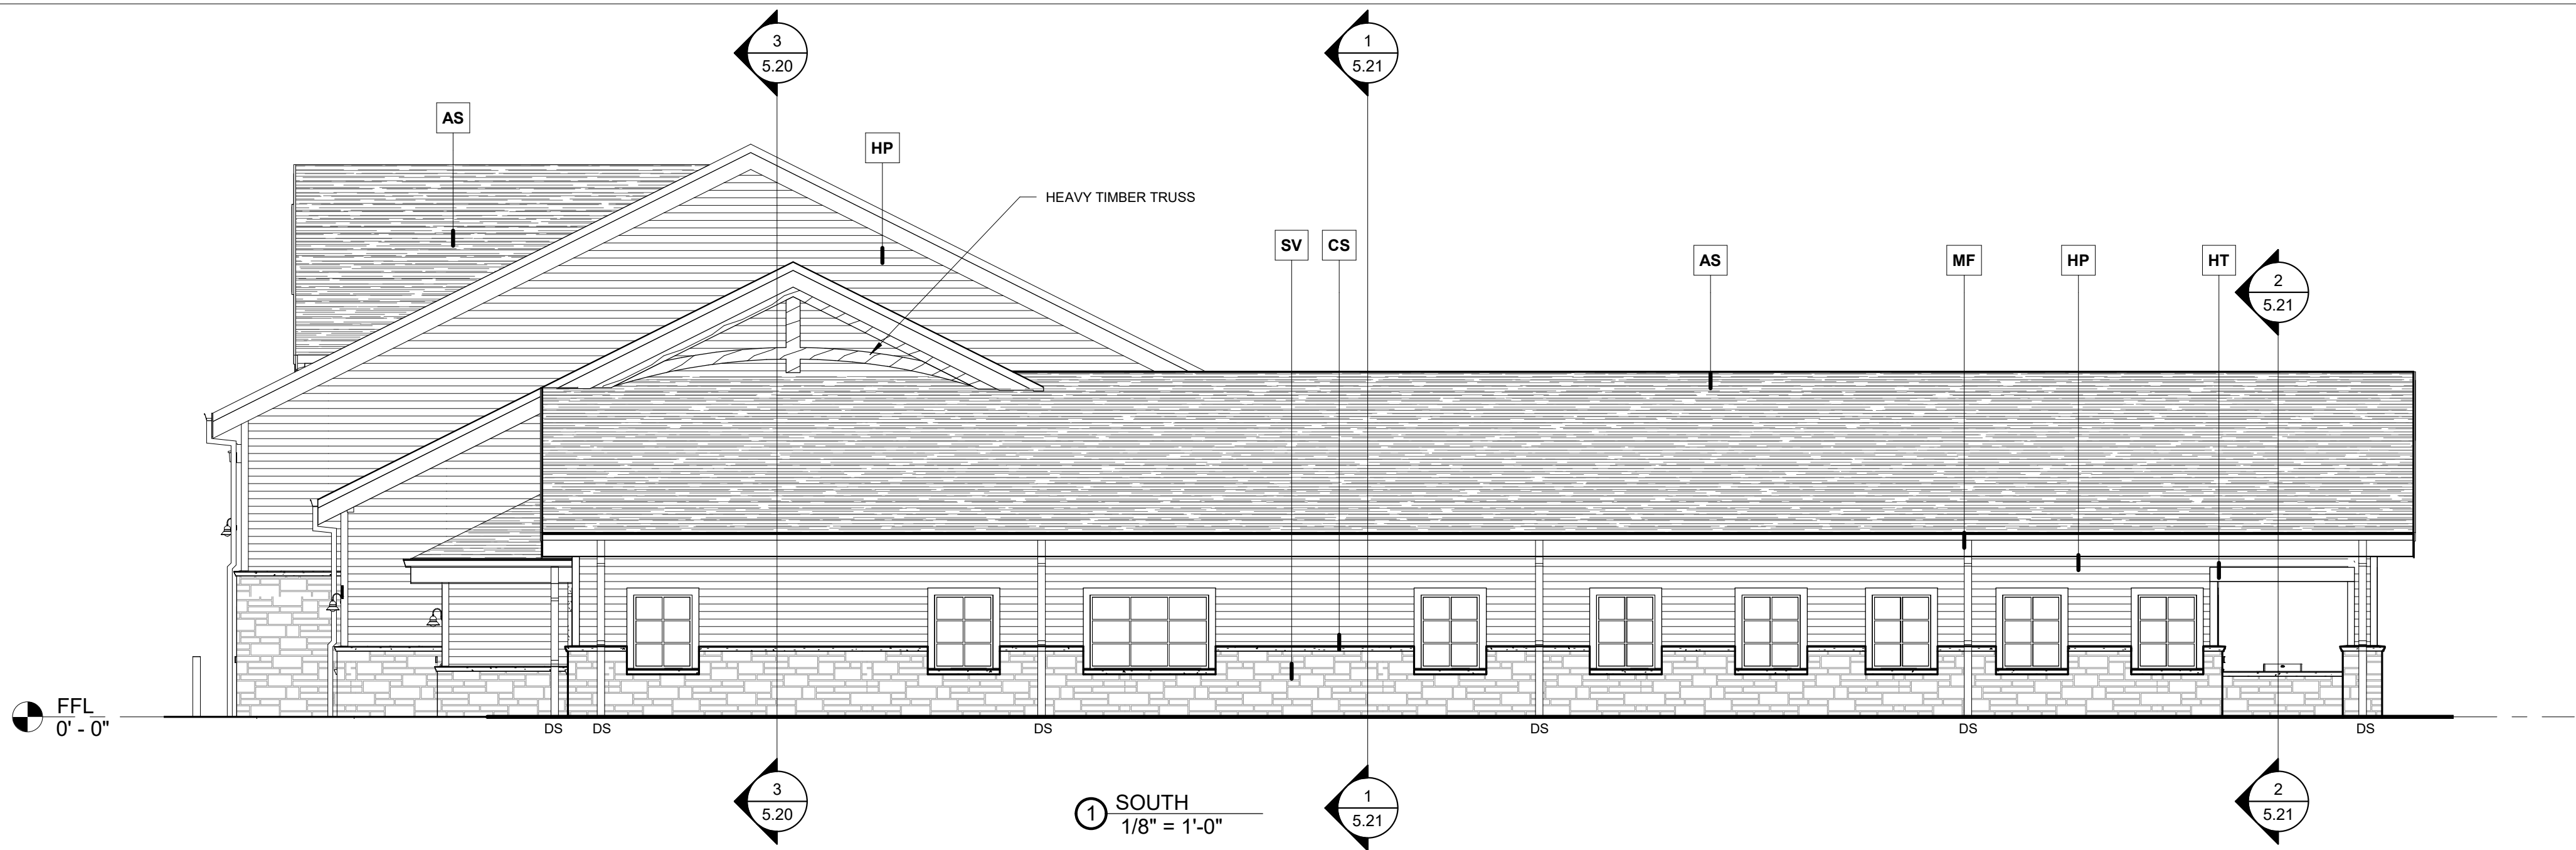 3
5.20
1
5.21
AS
HP
HEAVY TIMBER TRUSS
SV
CS
AS
MF
HP
HT
2
5.21
FFL
0' - 0"
DS
DS
DS
DS
DS
DS
3
5.20
1
SOUTH
1/8" = 1'-0"
1
5.21
2
5.21